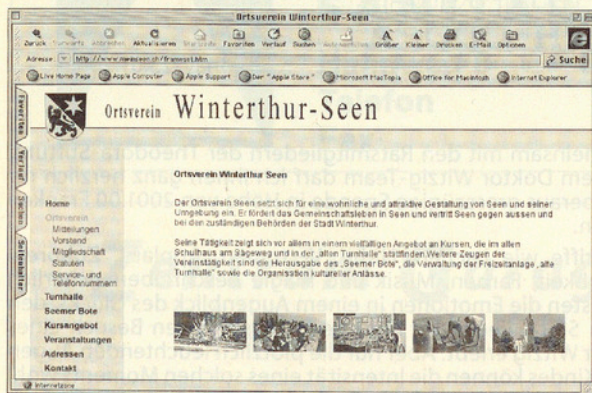 Ortsverein Winterthur-Seen
Zurück Vorwärts Abbrechen Aktualisieren Startseite Favoriten Verlauf Suchen AutoAusfüllen Größer Kleiner Drucken E-Mail Optionen
Adresse: http://www.meinseen.ch/frameset.htm Suche
Live Home Page Apple Computer Apple Support Der "Apple Store" Microsoft MacTopia Office for Macintosh Internet Explorer
Favoriten
Verlauf
Suchen
Seitenhalter
Ortsverein Winterthur-Seen
Ortsverein Winterthur Seen
Home
Ortsverein
Mitteilungen
Vorstand
Mitgliedschaft
Statuten
Service- und
Telefonnummern
Turnhalle
Seemer Bote
Kursangebot
Veranstaltungen
Adressen
Kontakt
Der Ortsverein Seen setzt sich für eine wohnliche und attraktive Gestaltung von Seen und seiner
Umgebung ein. Er fördert das Gemeinschaftsleben in Seen und vertritt Seen gegen aussen und
bei den zuständigen Behörden der Stadt Winterthur.
Seine Tätigkeit zeigt sich vor allem in einem vielfältigen Angebot an Kursen, die im alten
Schulhaus am Sägeweg und in der „alten Turnhalle" stattfinden. Weitere Zeugen der
Vereinstätigkeit sind die Herausgabe des „Seemer Bote", die Verwaltung der Freizeitanlage „alte
Turnhalle" sowie die Organisation kultureller Anlässe.
Internetzone